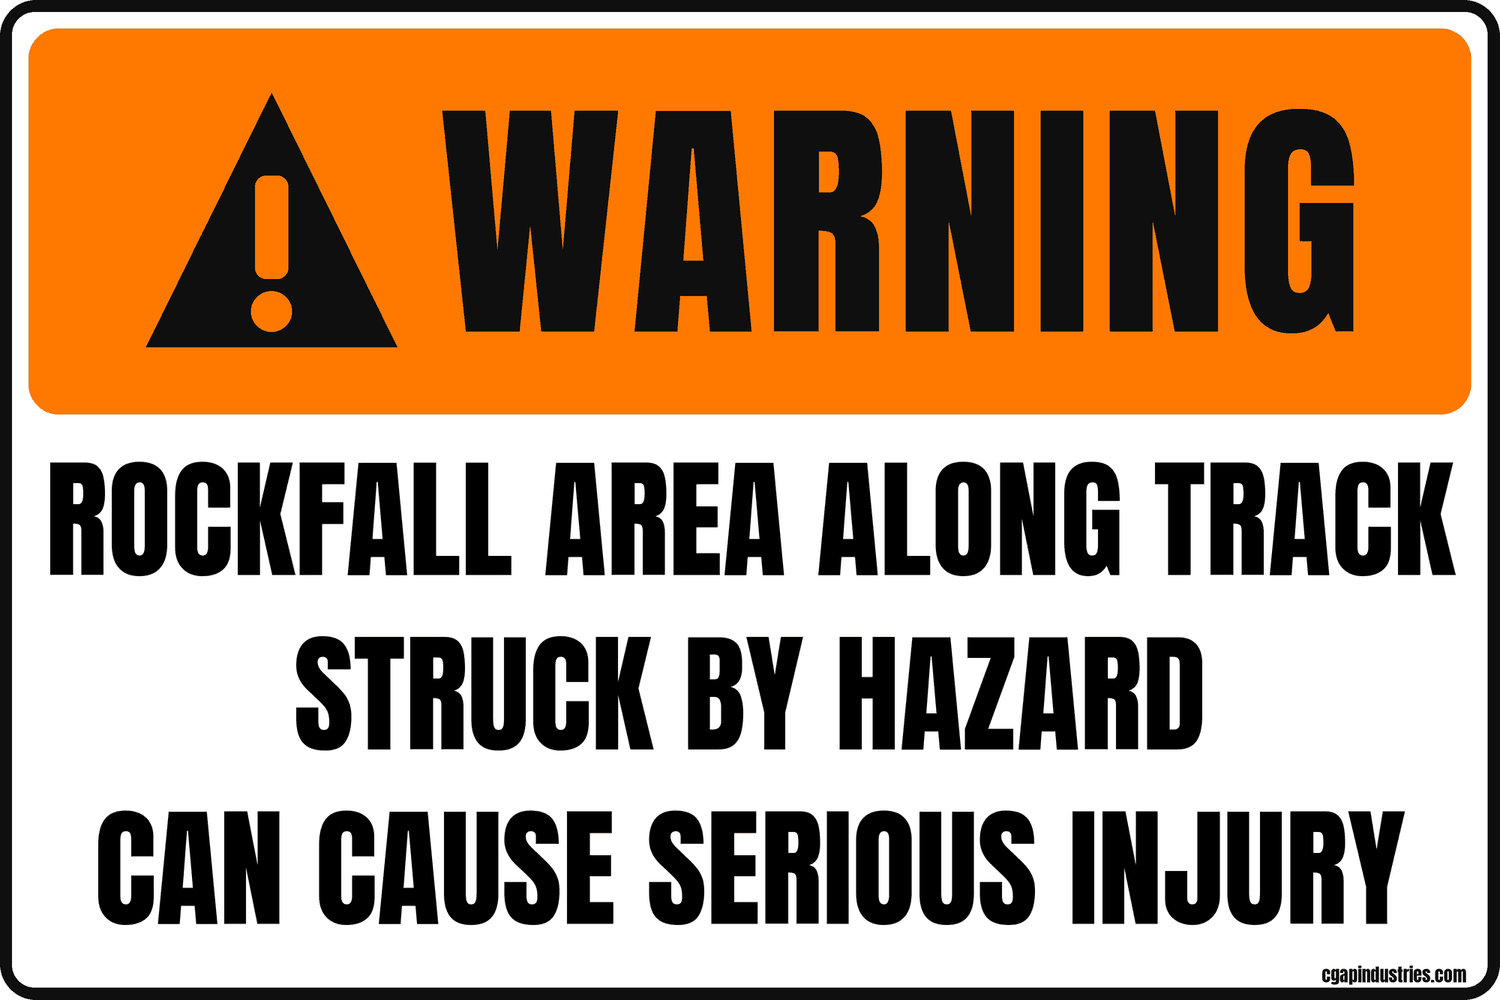 WARNING
ROCKFALL AREA ALONG TRACK
STRUCK BY HAZARD
CAN CAUSE SERIOUS INJURY
cgapindustries.com